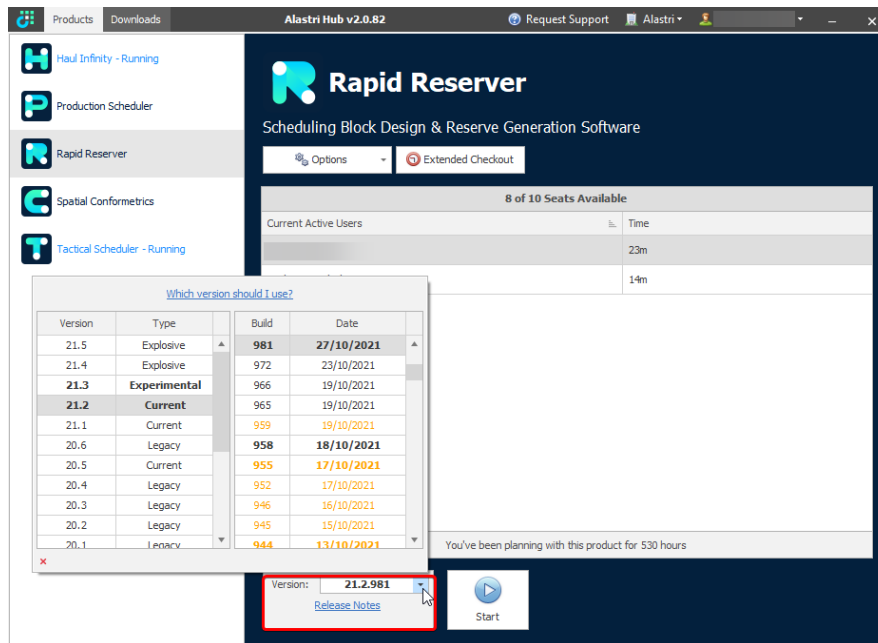 Products Downloads Alastri Hub v2.0.82 Request Support Alastri
Haul Infinity - Running
Production Scheduler
Rapid Reserver
Spatial Conformetrics
Tactical Scheduler - Running
Rapid Reserver
Scheduling Block Design & Reserve Generation Software
Options Extended Checkout
8 of 10 Seats Available
Current Active Users Time
23m
14m
Which version should I use?
Version Type Build Date
21.5 Explosive 981 27/10/2021
21.4 Explosive 972 23/10/2021
21.3 Experimental 966 19/10/2021
21.2 Current 965 19/10/2021
21.1 Current 959 19/10/2021
20.6 Legacy 958 18/10/2021
20.5 Current 955 17/10/2021
20.4 Legacy 952 17/10/2021
20.3 Legacy 946 16/10/2021
20.2 Legacy 945 15/10/2021
20.1 Legacy 944 13/10/2021
You've been planning with this product for 530 hours
Version: 21.2.981
Release Notes
Start